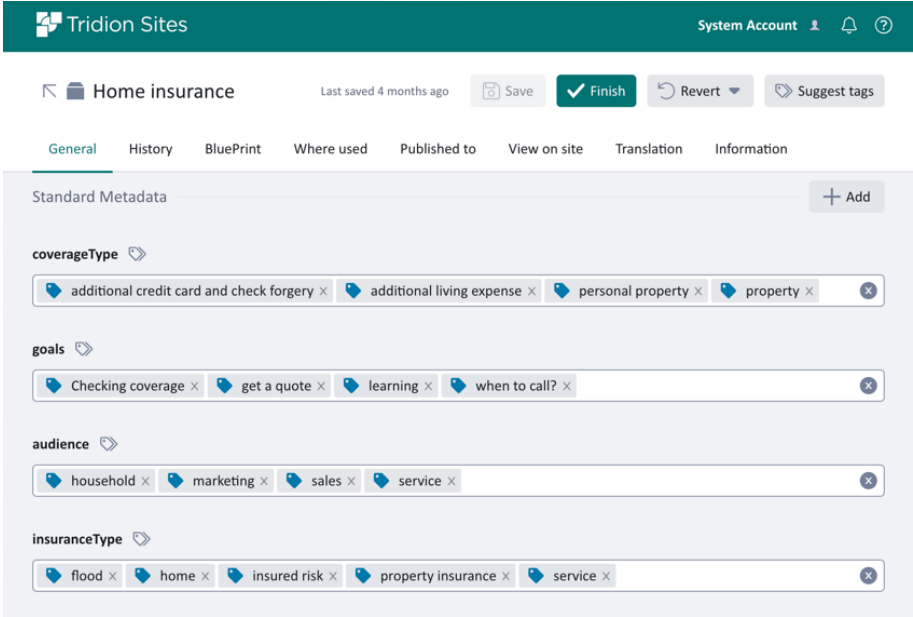 Tridion Sites
System Account
Home insurance
Last saved 4 months ago
Save
Finish
Revert
Suggest tags
General History BluePrint Where used Published to View on site Translation Information
Standard Metadata
Add
coverageType
additional credit card and check forgery × additional living expense × personal property × property ×
goals
Checking coverage × get a quote × learning × when to call? ×
audience
household × marketing × sales × service ×
insuranceType
flood × home × insured risk × property insurance × service ×